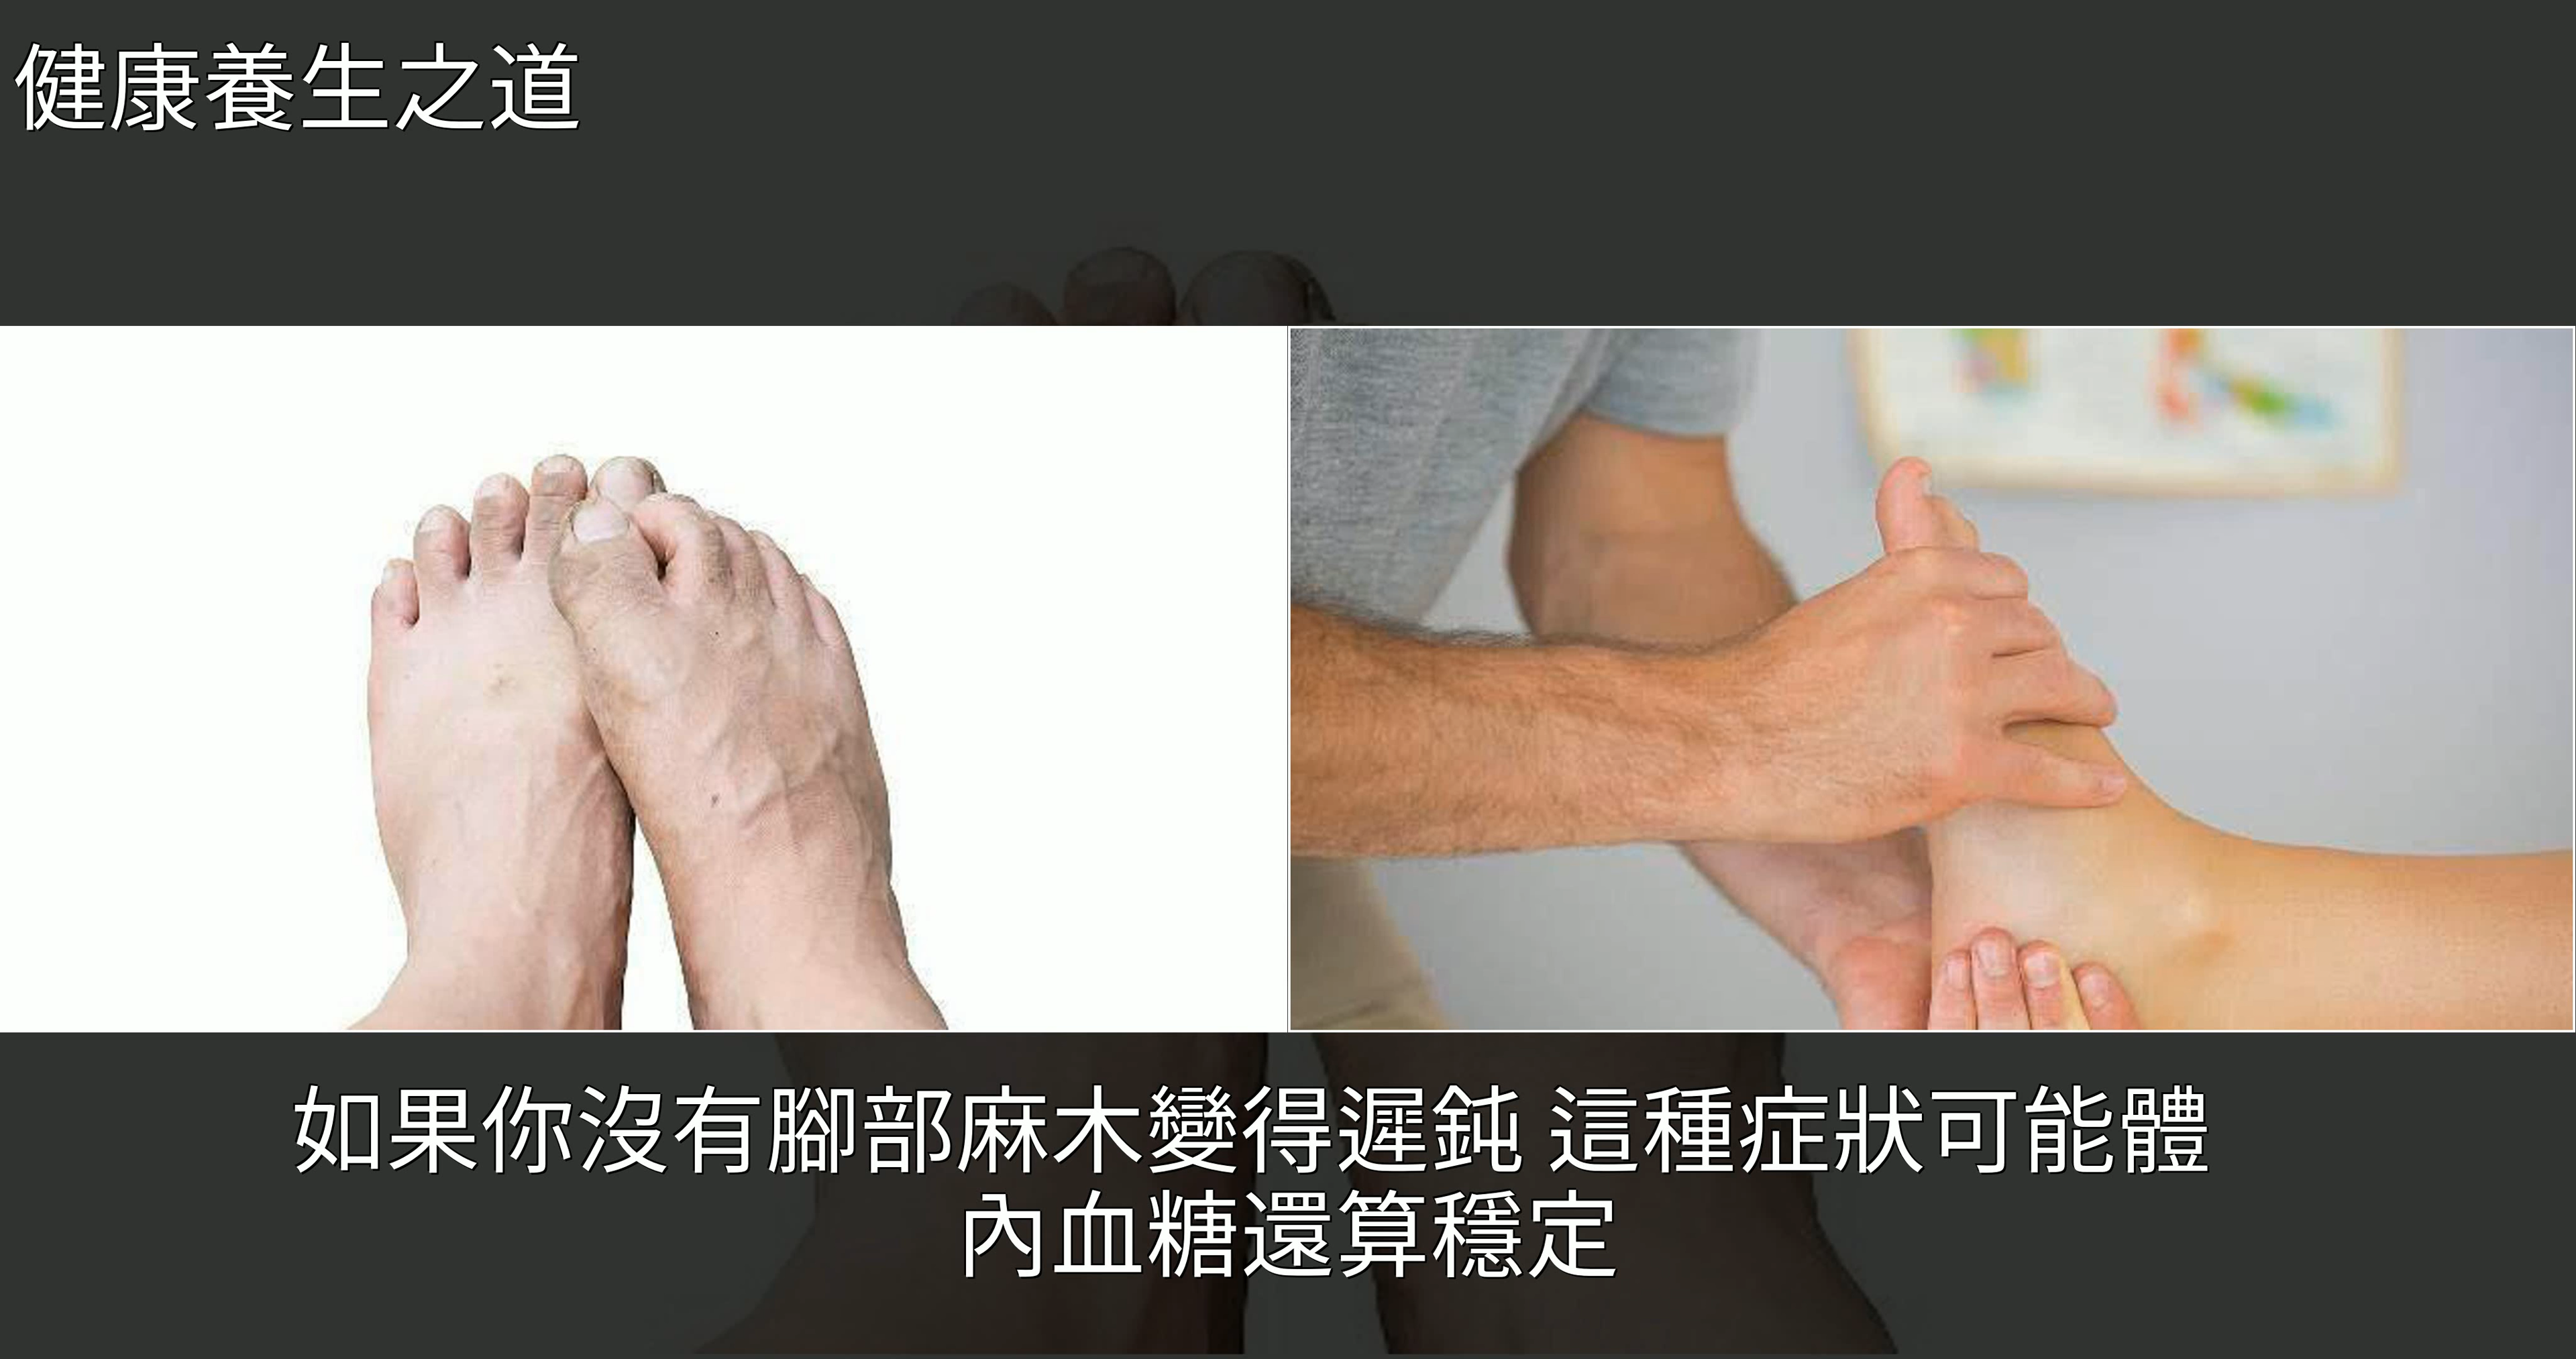 健康養生之道
如果你沒有腳部麻木變得遲鈍 這種症狀可能體
內血糖還算穩定